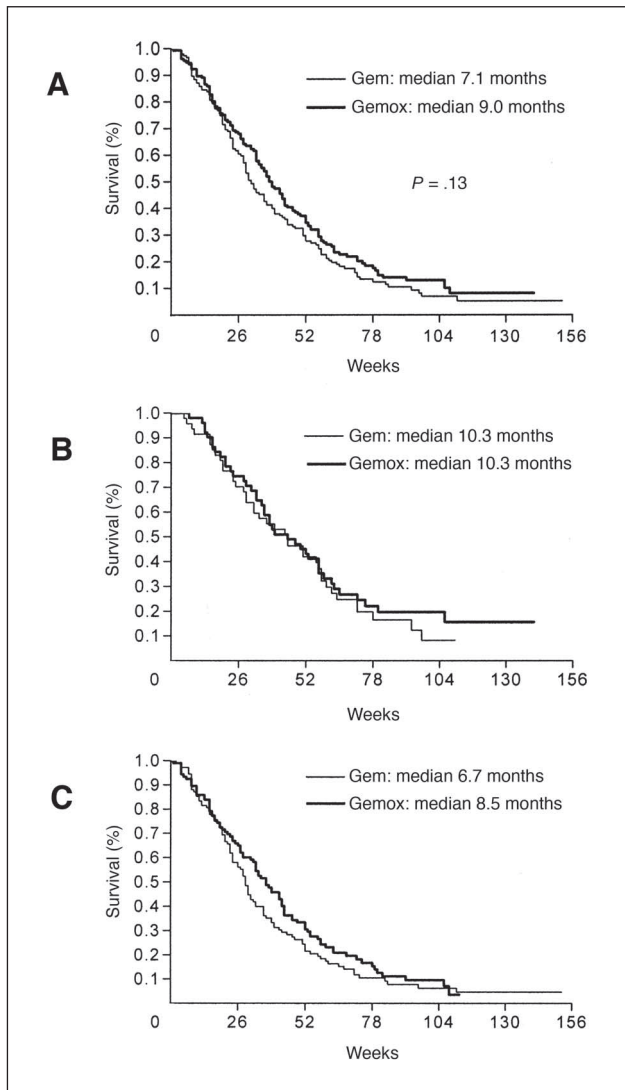 A
Survival (%)
1.0
0.9
0.8
0.7
0.6
0.5
0.4
0.3
0.2
0.1
Gem: median 7.1 months
Gemox: median 9.0 months
P = .13
0 26 52 78 104 130 156
Weeks
B
Survival (%)
1.0
0.9
0.8
0.7
0.6
0.5
0.4
0.3
0.2
0.1
Gem: median 10.3 months
Gemox: median 10.3 months
0 26 52 78 104 130 156
Weeks
C
Survival (%)
1.0
0.9
0.8
0.7
0.6
0.5
0.4
0.3
0.2
0.1
Gem: median 6.7 months
Gemox: median 8.5 months
0 26 52 78 104 130 156
Weeks